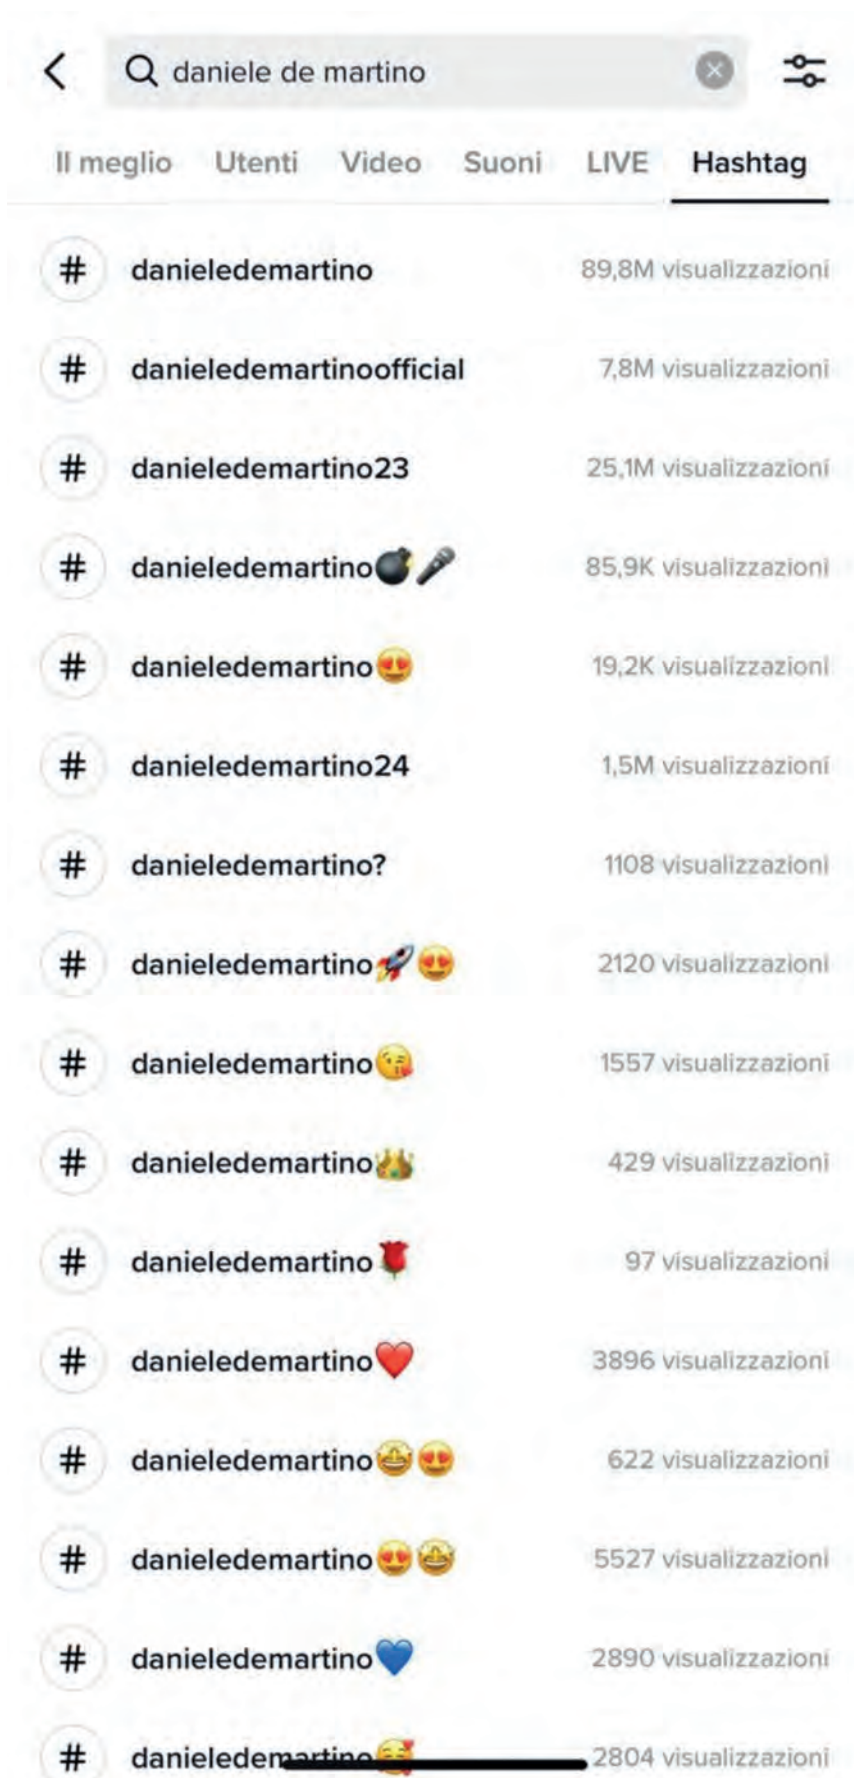 daniele de martino
Il meglio Utenti Video Suoni LIVE Hashtag
# danieledemartino 89,8M visualizzazioni
# danieledemartinoofficial 7,8M visualizzazioni
# danieledemartino23 25,1M visualizzazioni
# danieledemartino💣🎤 85,9K visualizzazioni
# danieledemartino😍 19,2K visualizzazioni
# danieledemartino24 1,5M visualizzazioni
# danieledemartino? 1108 visualizzazioni
# danieledemartino🚀😍 2120 visualizzazioni
# danieledemartino😘 1557 visualizzazioni
# danieledemartino👑 429 visualizzazioni
# danieledemartino🌹 97 visualizzazioni
# danieledemartino❤️ 3896 visualizzazioni
# danieledemartino🤩😍 622 visualizzazioni
# danieledemartino😍🤩 5527 visualizzazioni
# danieledemartino💙 2890 visualizzazioni
# danieledemartino🥰 2804 visualizzazioni